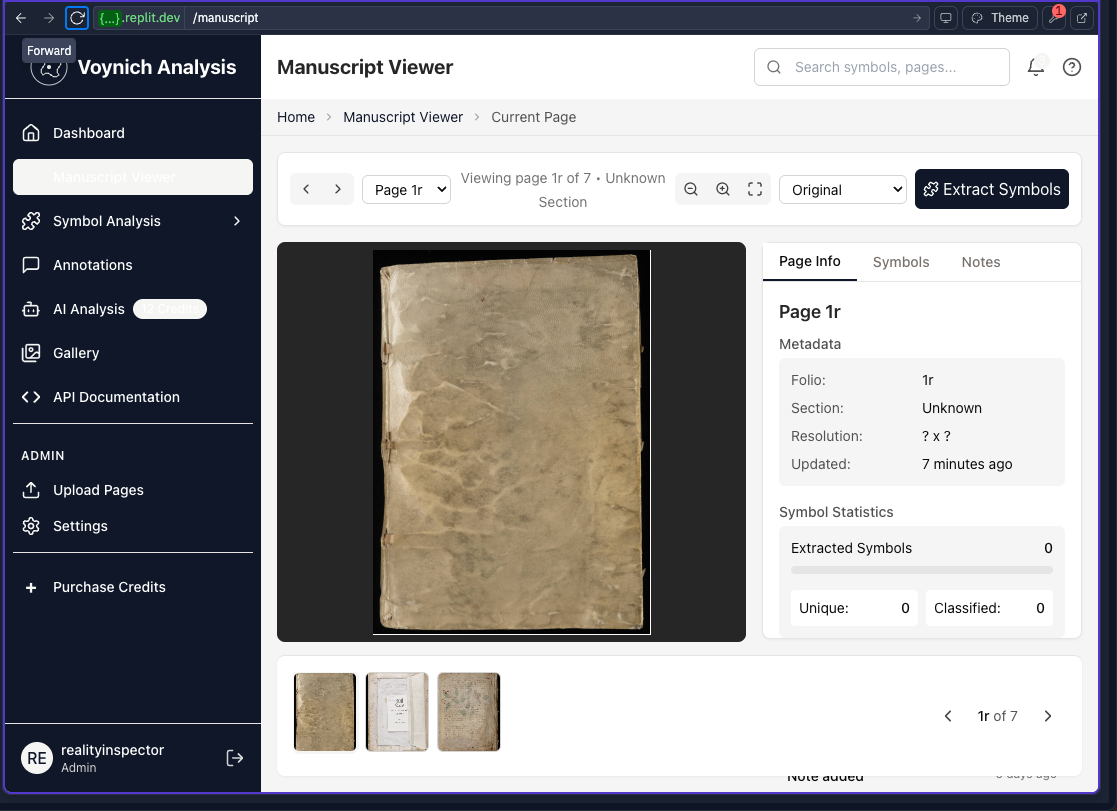 {...}.replit.dev /manuscript
Theme
1
Forward
Voynich Analysis
Dashboard
Manuscript Viewer
Symbol Analysis
Annotations
AI Analysis
Gallery
API Documentation
ADMIN
Upload Pages
Settings
Purchase Credits
RE
realityinspector
Admin
Manuscript Viewer
Search symbols, pages...
Home
Manuscript Viewer
Current Page
Page 1r
Viewing page 1r of 7 • Unknown
Section
Original
Extract Symbols
Page Info
Symbols
Notes
Page 1r
Metadata
Folio: 1r
Section: Unknown
Resolution: ? x ?
Updated: 7 minutes ago
Symbol Statistics
Extracted Symbols 0
Unique: 0
Classified: 0
1r of 7
Note added